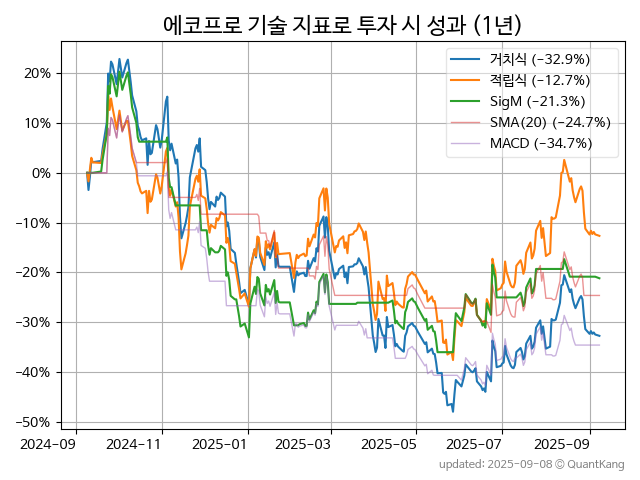 에코프로 기술 지표로 투자 시 성과 (1년)
거치식 (−32.9%)
적립식 (−12.7%)
SigM (−21.3%)
SMA(20) (−24.7%)
MACD (−34.7%)
20%
10%
0%
−10%
−20%
−30%
−40%
−50%
2024-09 2024-11 2025-01 2025-03 2025-05 2025-07 2025-09
updated: 2025-09-08 © QuantKang